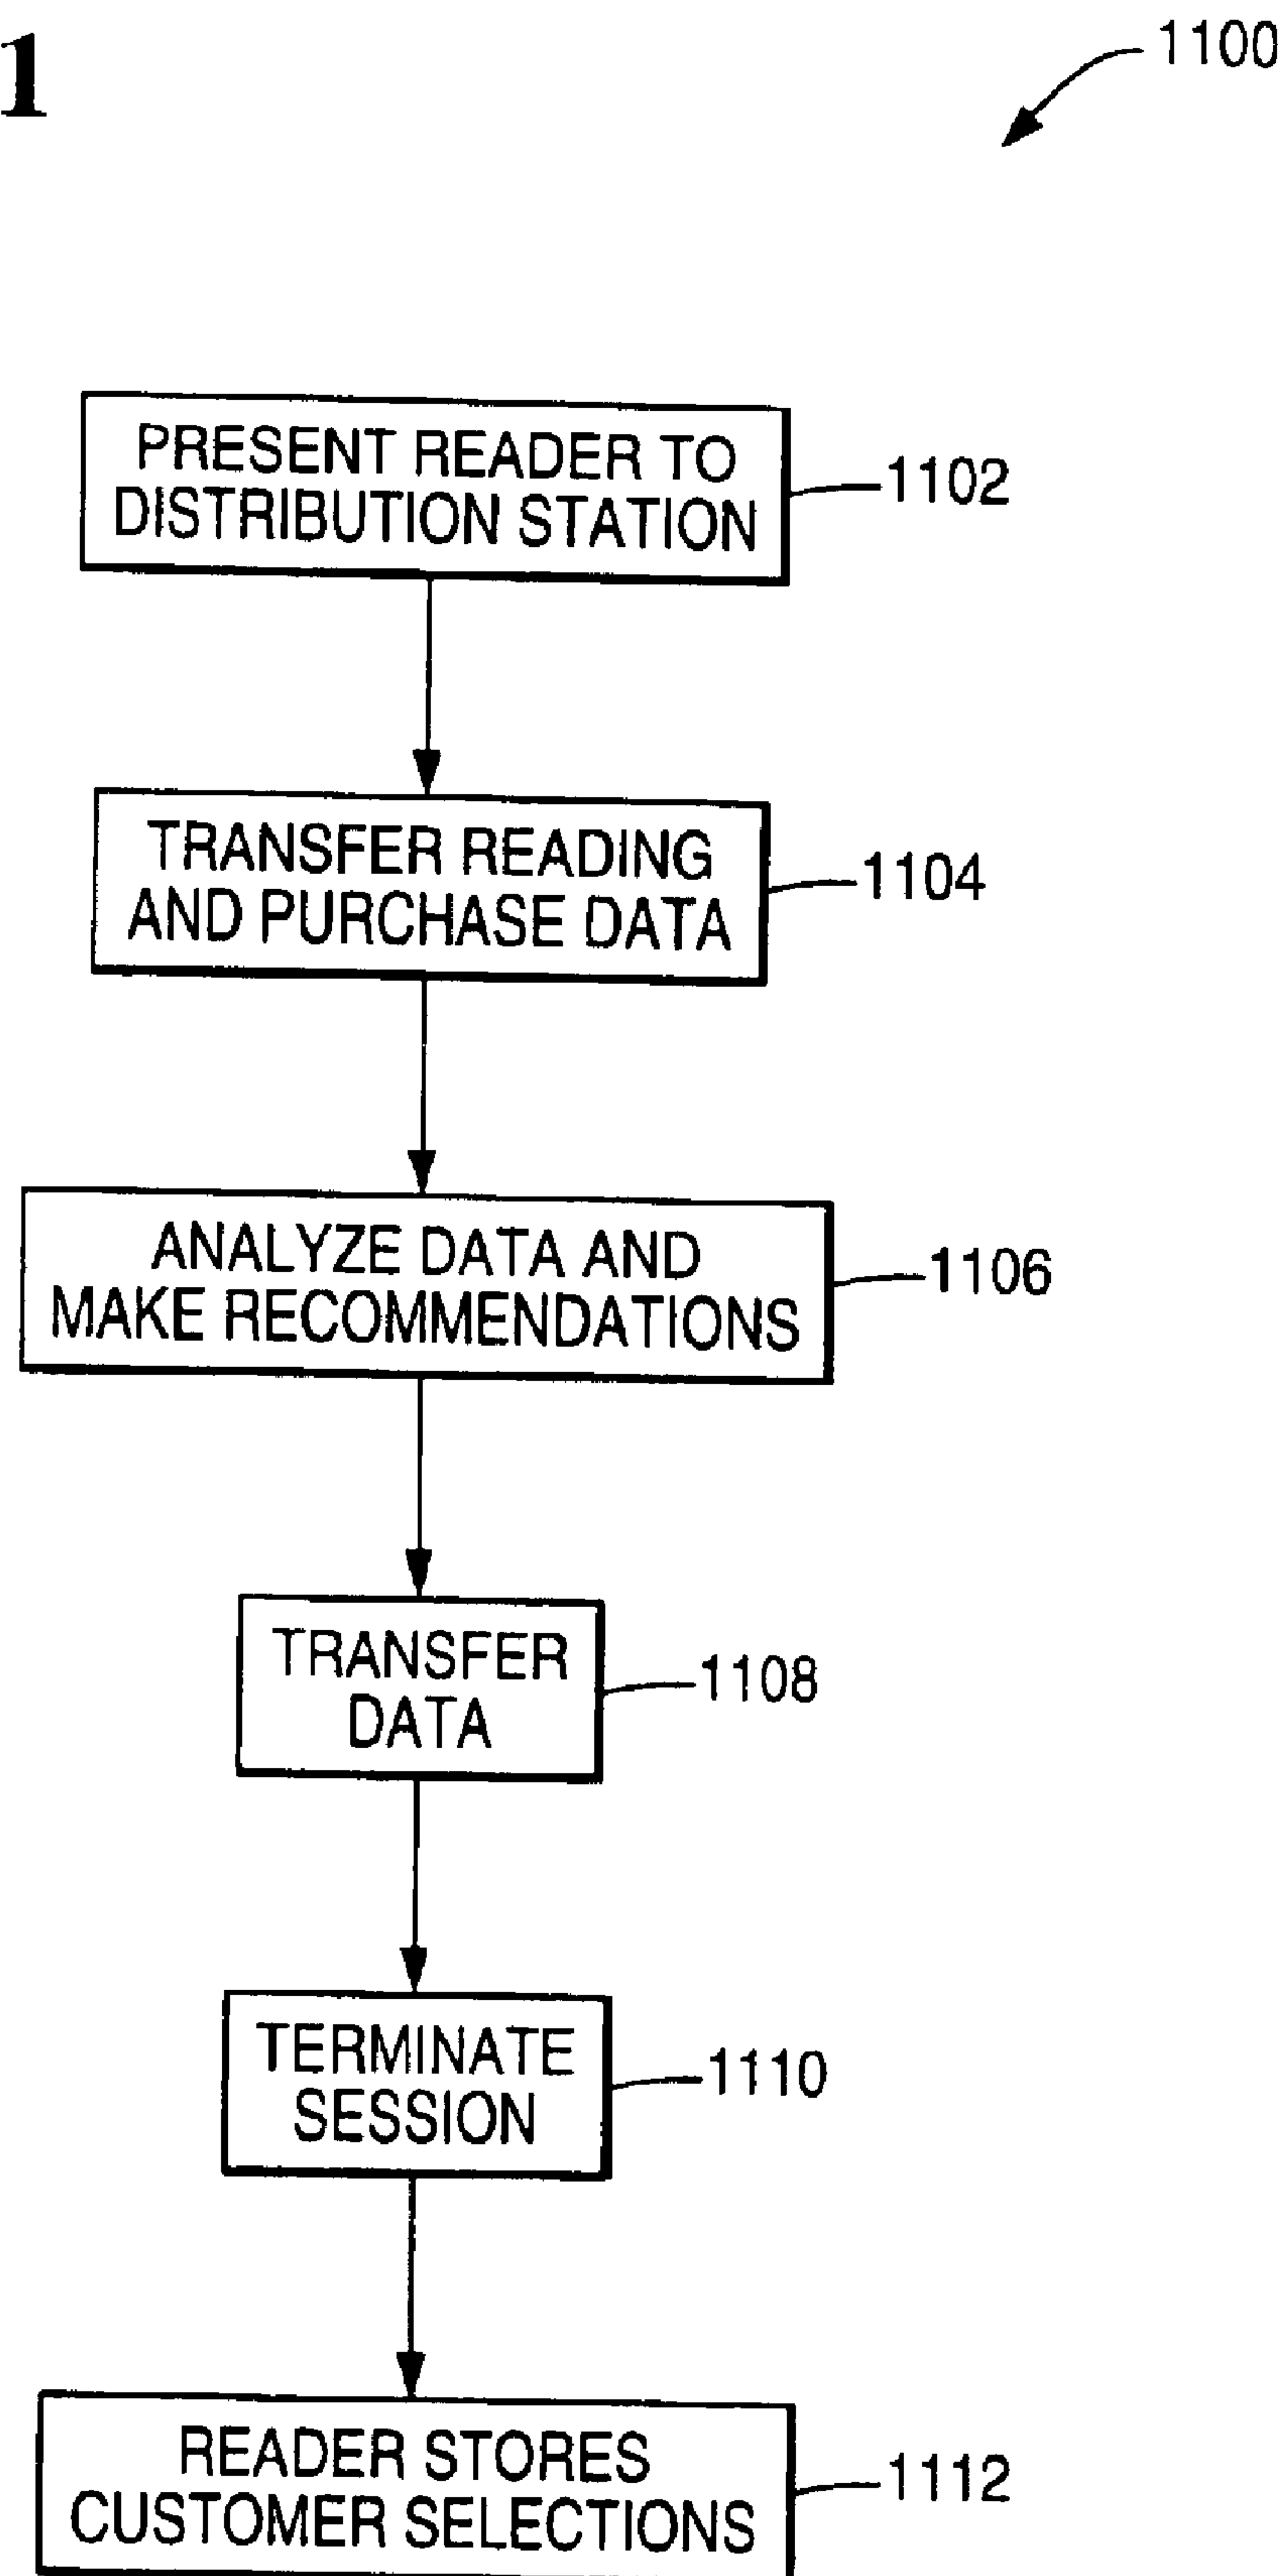 1
1100
PRESENT READER TO
DISTRIBUTION STATION
1102
TRANSFER READING
AND PURCHASE DATA
1104
ANALYZE DATA AND
MAKE RECOMMENDATIONS
1106
TRANSFER
DATA
1108
TERMINATE
SESSION
1110
READER STORES
CUSTOMER SELECTIONS
1112